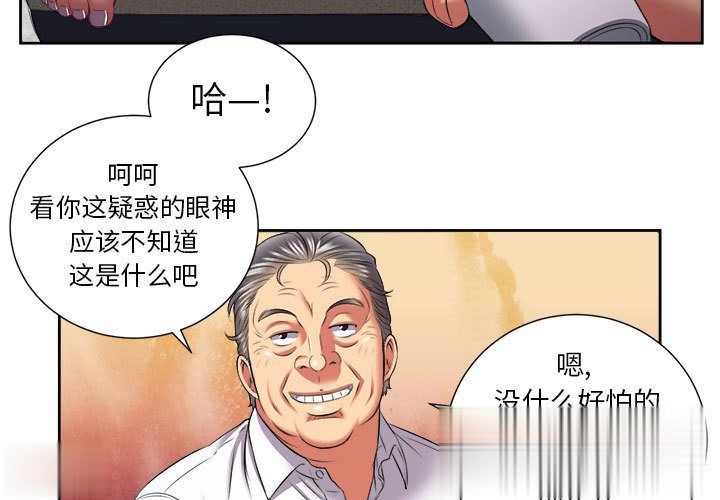 哈—!
呵呵
看你这疑惑的眼神
应该不知道
这是什么吧
嗯,
没什么好怕的